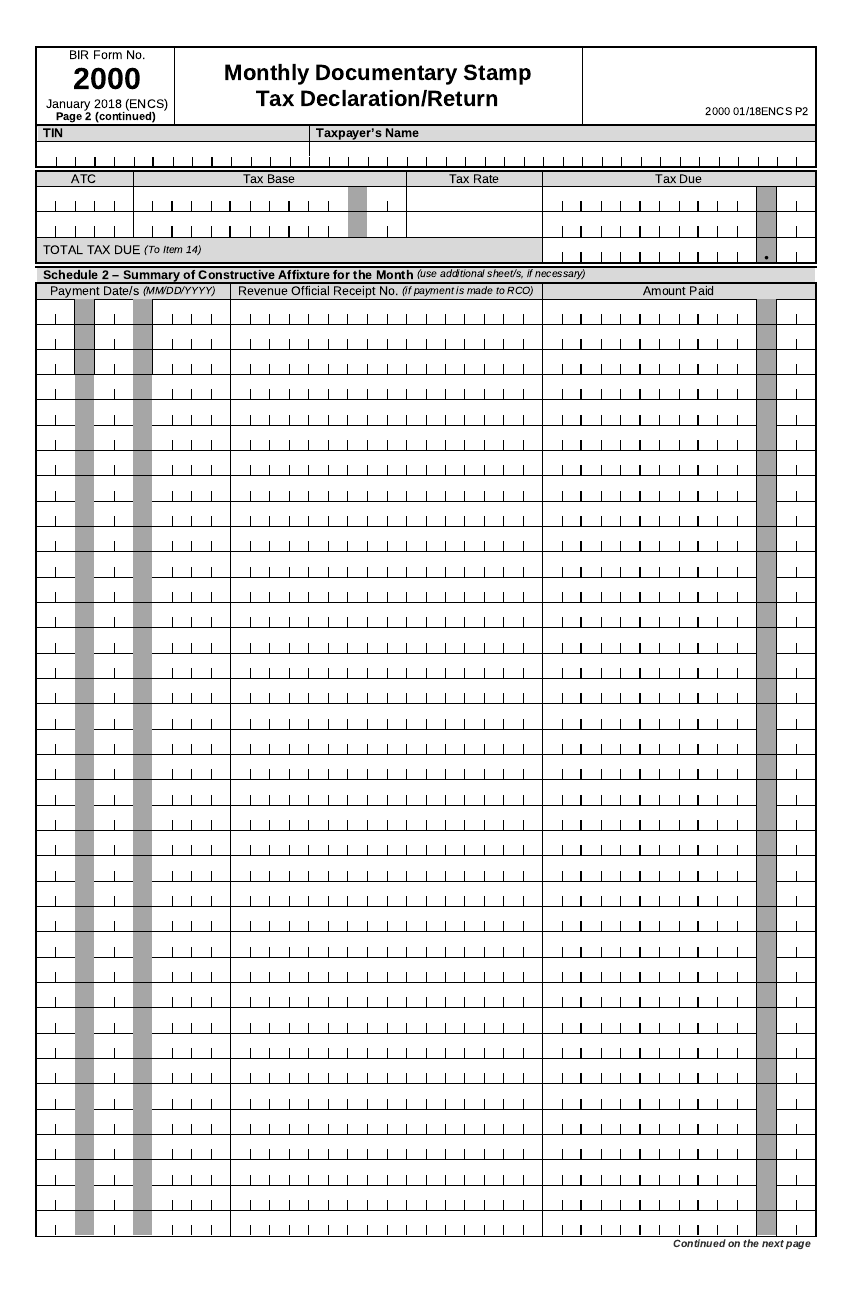 BIR Form No.
2000
January 2018 (ENCS)
Page 2 (continued)
Monthly Documentary Stamp
Tax Declaration/Return
2000 01/18ENCS P2
TIN
Taxpayer’s Name
ATC
Tax Base
Tax Rate
Tax Due
TOTAL TAX DUE (To Item 14)
Schedule 2 – Summary of Constructive Affixture for the Month (use additional sheet/s, if necessary)
Payment Date/s (MM/DD/YYYY)
Revenue Official Receipt No. (if payment is made to RCO)
Amount Paid
Continued on the next page